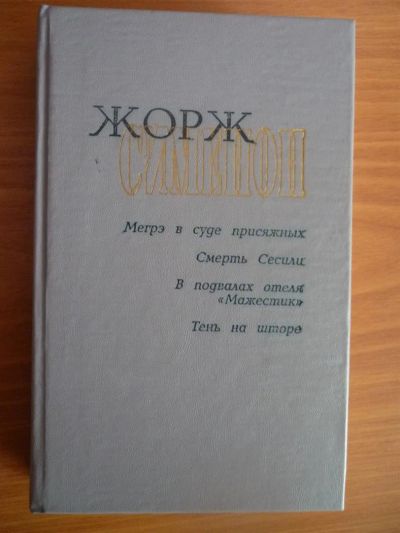 ЖОРЖ
СИМЕНОН
Мегрэ в суде присяжных
Смерть Сесили
В подвалах отеля
«Мажестик»
Тень на шторе